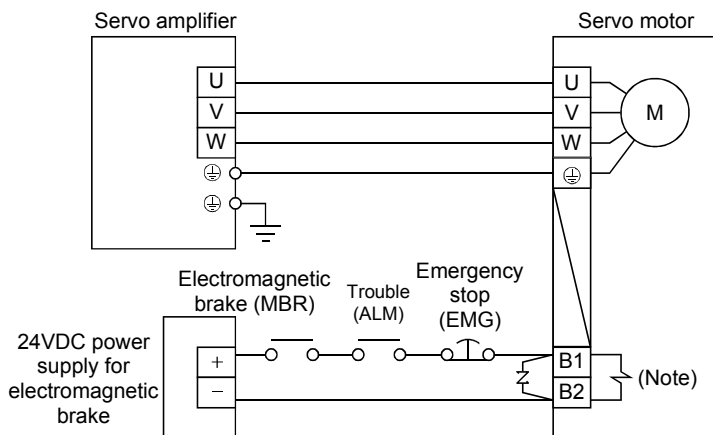 Servo amplifier
Servo motor
U
V
W
U
V
W
M
Electromagnetic
brake (MBR)
Trouble
(ALM)
Emergency
stop
(EMG)
24VDC power
supply for
electromagnetic
brake
+
−
B1
B2
(Note)